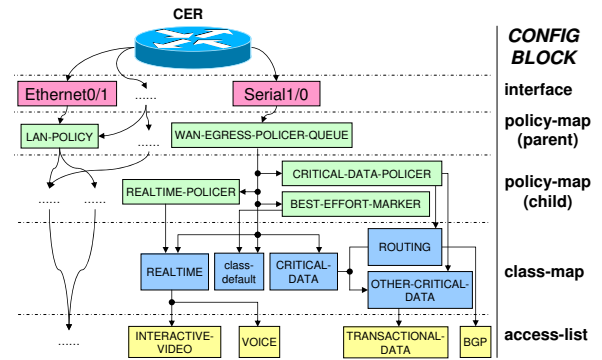 CER
CONFIG
BLOCK
Ethernet0/1
......
Serial1/0
interface
LAN-POLICY
......
WAN-EGRESS-POLICER-QUEUE
policy-map
(parent)
CRITICAL-DATA-POLICER
REALTIME-POLICER
......
......
BEST-EFFORT-MARKER
policy-map
(child)
ROUTING
REALTIME
class-
default
CRITICAL-
DATA
OTHER-CRITICAL-
DATA
class-map
......
INTERACTIVE-
VIDEO
VOICE
TRANSACTIONAL-
DATA
BGP
access-list